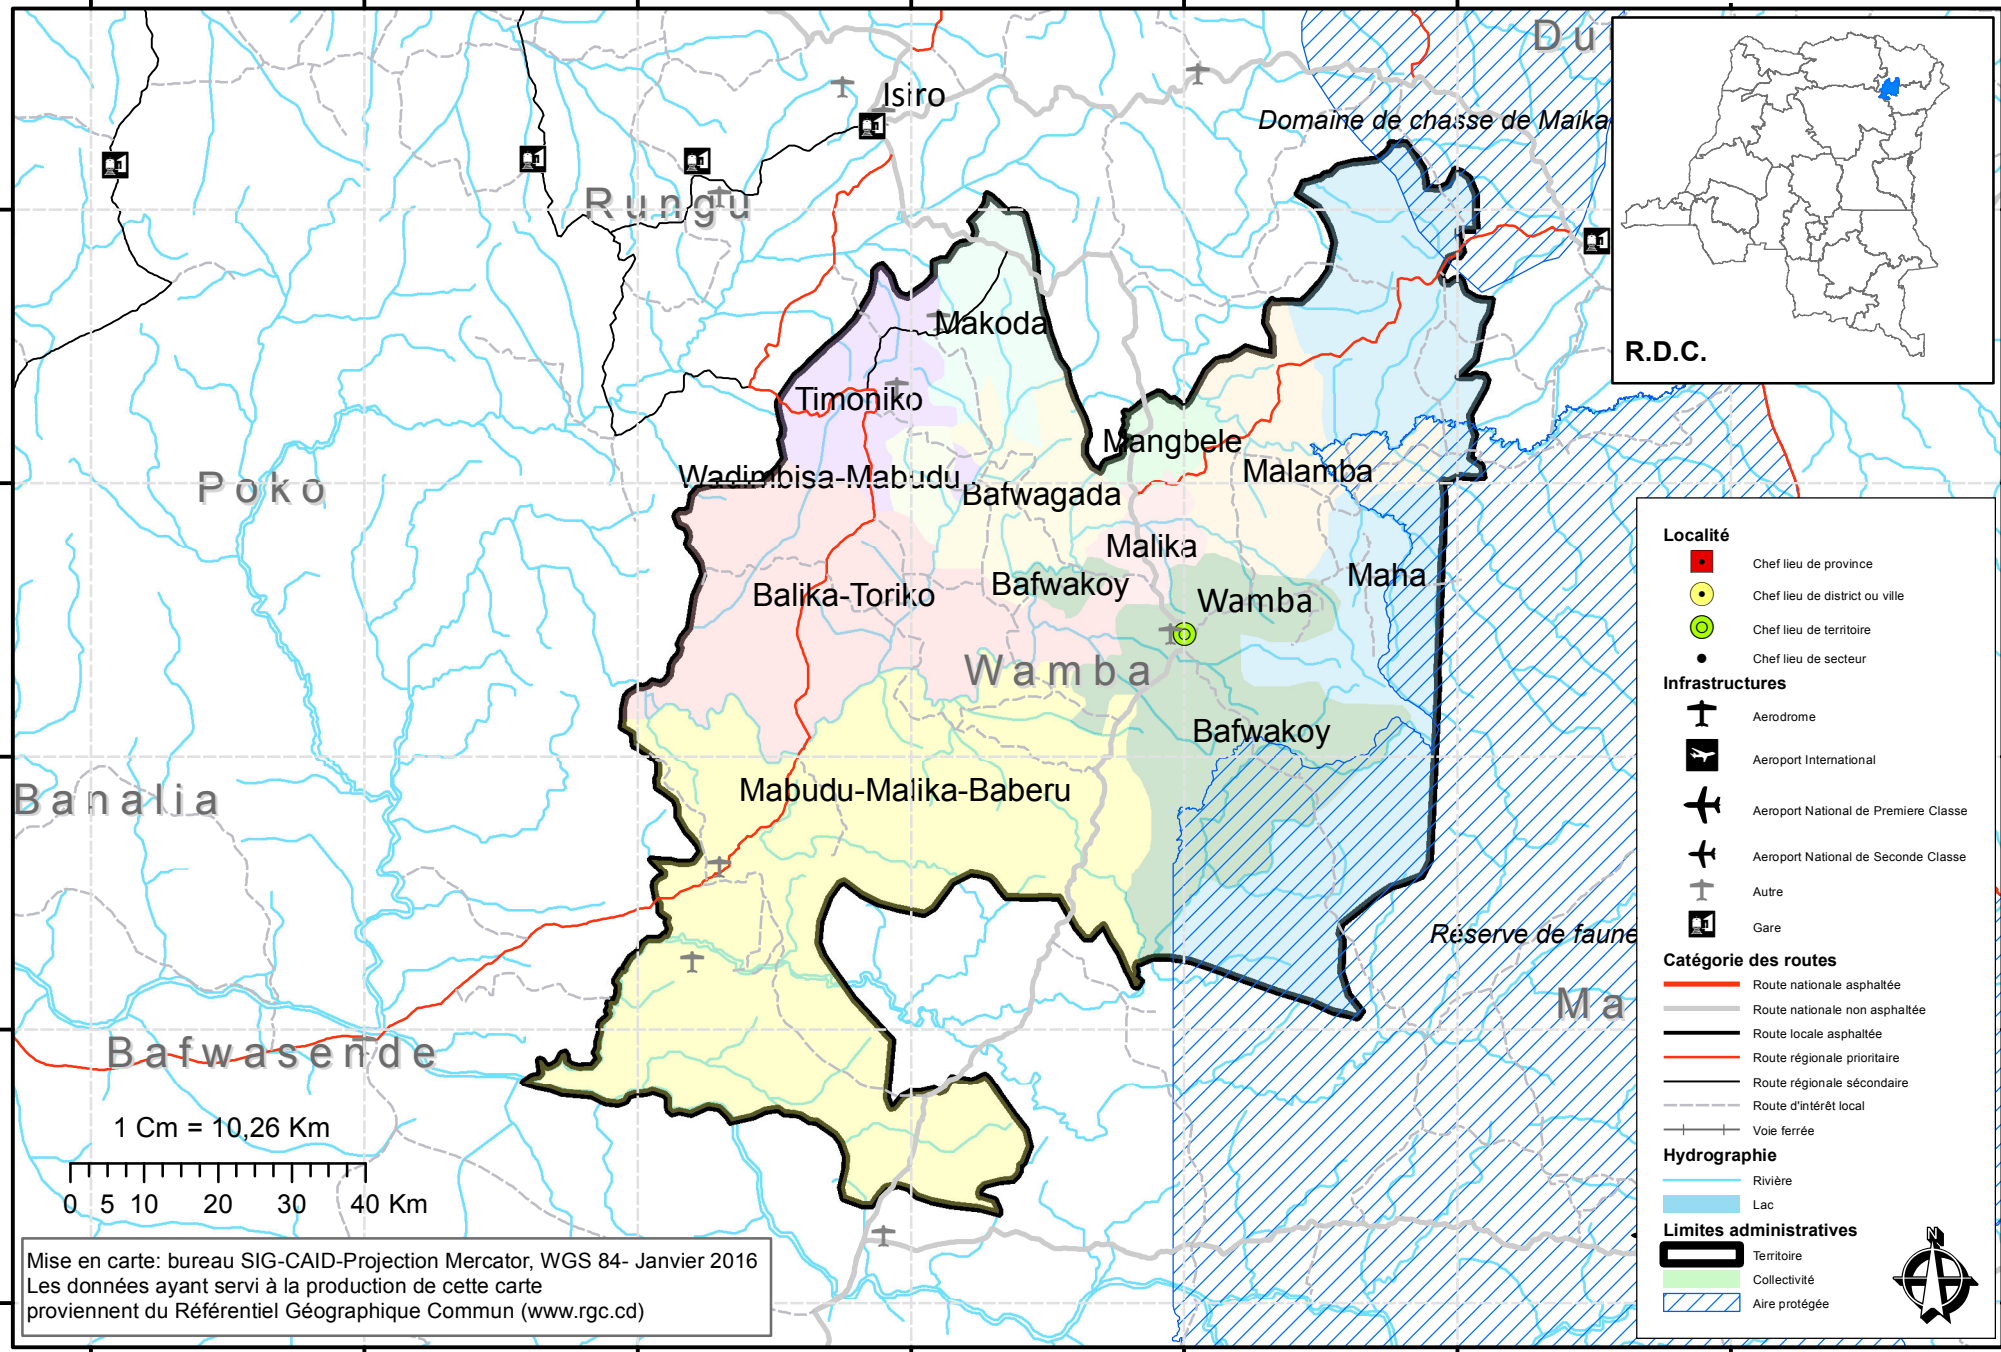 Du
Isiro
Domaine de chasse de Maika
Rungu
R.D.C.
Makoda
Timoniko
Mangbele
Wadimbisa-Mabudu
Malamba
Poko
Bafwagada
Malika
Maha
Balika-Toriko
Bafwakoy
Wamba
Wamba
Bafwakoy
Mabudu-Malika-Baberu
Banalia
Réserve de faune
Ma
Bafwasende
1 Cm = 10,26 Km
0 5 10 20 30 40 Km
Mise en carte: bureau SIG-CAID-Projection Mercator, WGS 84- Janvier 2016
Les données ayant servi à la production de cette carte
proviennent du Référentiel Géographique Commun (www.rgc.cd)
Localité
Chef lieu de province
Chef lieu de district ou ville
Chef lieu de territoire
Chef lieu de secteur
Infrastructures
Aerodrome
Aeroport International
Aeroport National de Premiere Classe
Aeroport National de Seconde Classe
Autre
Gare
Catégorie des routes
Route nationale asphaltée
Route nationale non asphaltée
Route locale asphaltée
Route régionale prioritaire
Route régionale sécondaire
Route d'intérêt local
Voie ferrée
Hydrographie
Rivière
Lac
Limites administratives
Territoire
Collectivité
Aire protégée
N